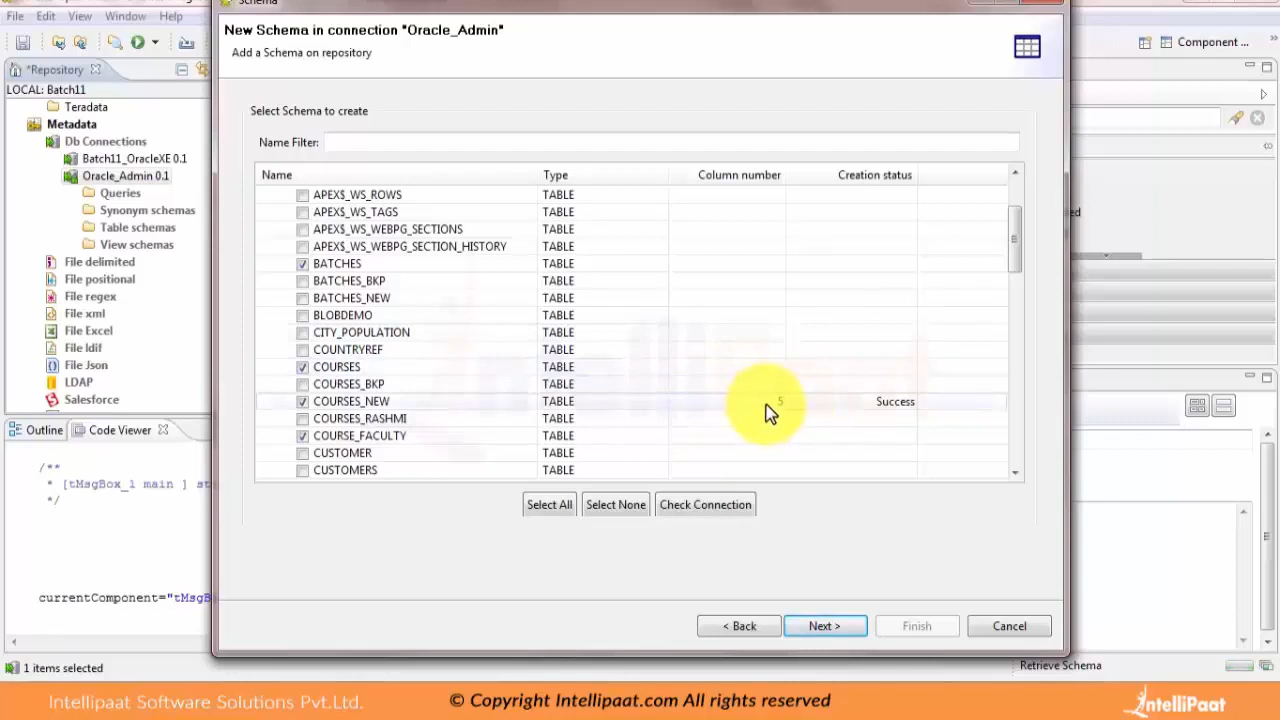 Schema
File Edit View Window Help
New Schema in connection "Oracle_Admin"
Add a Schema on repository
Component ...
*Repository
LOCAL: Batch11
Teradata
Metadata
Db Connections
Batch11_OracleXE 0.1
Oracle_Admin 0.1
Queries
Synonym schemas
Table schemas
View schemas
File delimited
File positional
File regex
File xml
File Excel
File ldif
File Json
LDAP
Salesforce
Select Schema to create
Name Filter:
Name Type Column number Creation status
APEX$_WS_ROWS TABLE
APEX$_WS_TAGS TABLE
APEX$_WS_WEBPG_SECTIONS TABLE
APEX$_WS_WEBPG_SECTION_HISTORY TABLE
BATCHES TABLE
BATCHES_BKP TABLE
BATCHES_NEW TABLE
BLOBDEMO TABLE
CITY_POPULATION TABLE
COUNTRYREF TABLE
COURSES TABLE
COURSES_BKP TABLE
COURSES_NEW TABLE 5 Success
COURSES_RASHMI TABLE
COURSE_FACULTY TABLE
CUSTOMER TABLE
CUSTOMERS TABLE
Select All Select None Check Connection
Outline Code Viewer
/**
* [tMsgBox_1 main ] st
*/
currentComponent="tMsgB
< Back Next > Finish Cancel
1 items selected
Retrieve Schema
Intellipaat Software Solutions Pvt.Ltd. © Copyright Intellipaat.com All rights reserved IntelliPaat